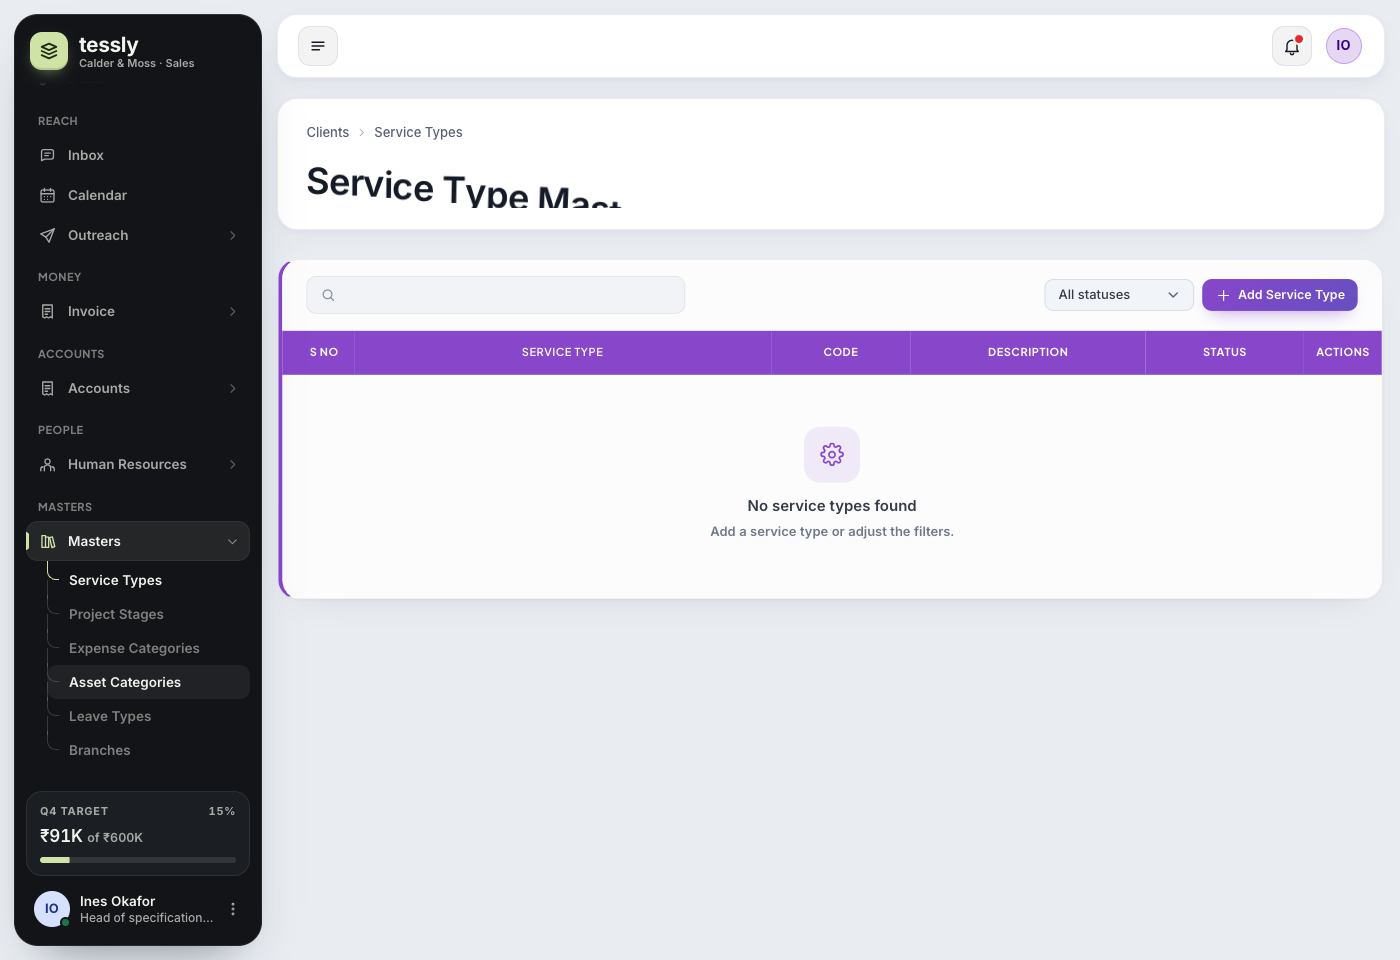 tessly
Calder & Moss · Sales
REACH
Inbox
Calendar
Outreach
MONEY
Invoice
ACCOUNTS
Accounts
PEOPLE
Human Resources
MASTERS
Masters
Service Types
Project Stages
Expense Categories
Asset Categories
Leave Types
Branches
Q4 TARGET 15%
₹91K of ₹600K
IO
Ines Okafor
Head of specification...
IO
Clients > Service Types
Service Type Mast
All statuses
Add Service Type
S NO SERVICE TYPE CODE DESCRIPTION STATUS ACTIONS
No service types found
Add a service type or adjust the filters.